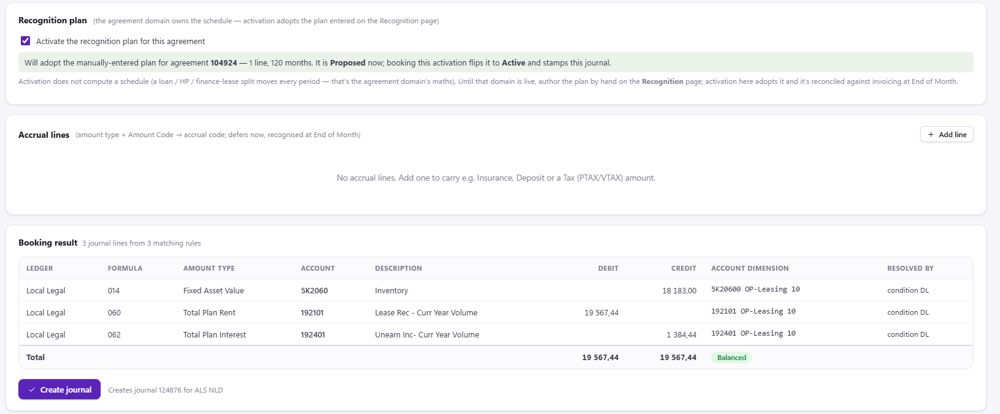 Recognition plan (the agreement domain owns the schedule — activation adopts the plan entered on the Recognition page)
Activate the recognition plan for this agreement
Will adopt the manually-entered plan for agreement 104924 — 1 line, 120 months. It is Proposed now; booking this activation flips it to Active and stamps this journal.
Activation does not compute a schedule (a loan / HP / finance-lease split moves every period — that's the agreement domain's maths). Until that domain is live, author the plan by hand on the Recognition page; activation here adopts it and it's reconciled against invoicing at End of Month.
Accrual lines (amount type + Amount Code → accrual code; defers now, recognised at End of Month)
+ Add line
No accrual lines. Add one to carry e.g. Insurance, Deposit or a Tax (PTAX/VTAX) amount.
Booking result 3 journal lines from 3 matching rules
LEDGER FORMULA AMOUNT TYPE ACCOUNT DESCRIPTION DEBIT CREDIT ACCOUNT DIMENSION RESOLVED BY
Local Legal 014 Fixed Asset Value 5K2060 Inventory 18 183,00 5K20600 OP-Leasing 10 condition DL
Local Legal 060 Total Plan Rent 192101 Lease Rec - Curr Year Volume 19 567,44 192101 OP-Leasing 10 condition DL
Local Legal 062 Total Plan Interest 192401 Unearn Inc- Curr Year Volume 1 384,44 192401 OP-Leasing 10 condition DL
Total 19 567,44 19 567,44 Balanced
✓ Create journal Creates journal 124876 for ALS NLD